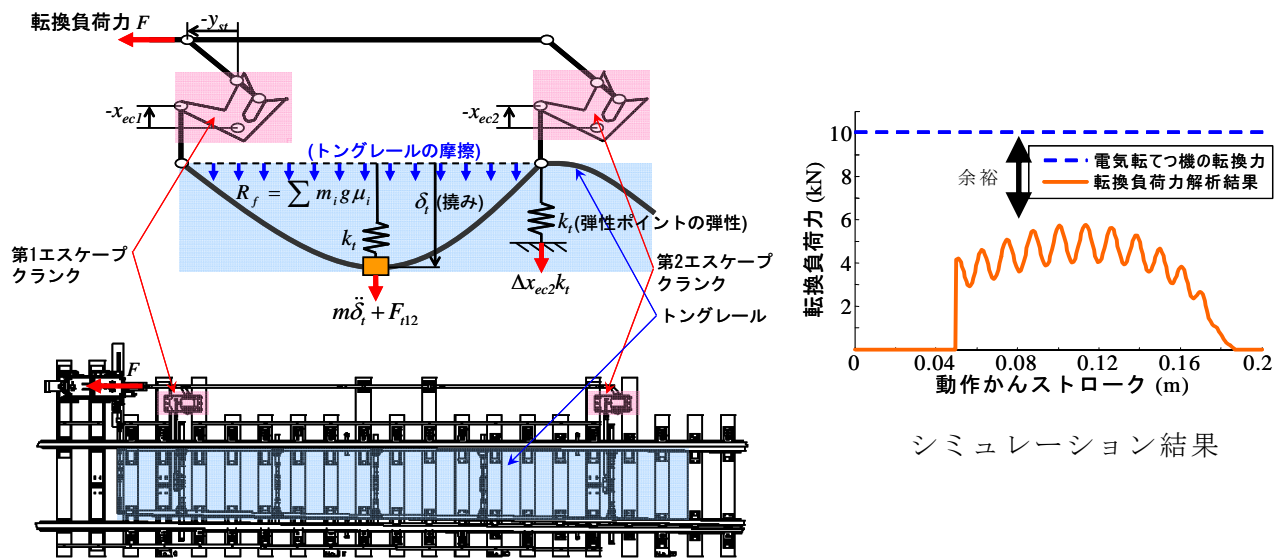 転換負荷力 F
-y_st
-x_ec1
-x_ec2
(トングレールの摩擦)
R_f = ∑ m_i g μ_i
δ_t (撓み)
k_t
k_t (弾性ポイントの弾性)
第1エスケープ
クランク
第2エスケープ
クランク
Δx_ec2 k_t
mδ̈_t + F_t12
トングレール
F
転換負荷力 (kN)
10
8
6
4
2
0
0.04
0.08
0.12
0.16
0.2
動作かんストローク (m)
余裕
電気転てつ機の転換力
転換負荷力解析結果
シミュレーション結果